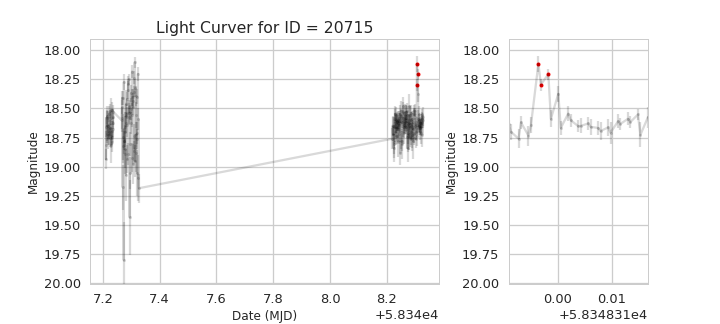 Light Curver for ID = 20715
18.00
18.25
18.50
18.75
19.00
19.25
19.50
19.75
20.00
Magnitude
7.2 7.4 7.6 7.8 8.0 8.2
Date (MJD)
+5.834e4
18.00
18.25
18.50
18.75
19.00
19.25
19.50
19.75
20.00
Magnitude
0.00 0.01
+5.834831e4